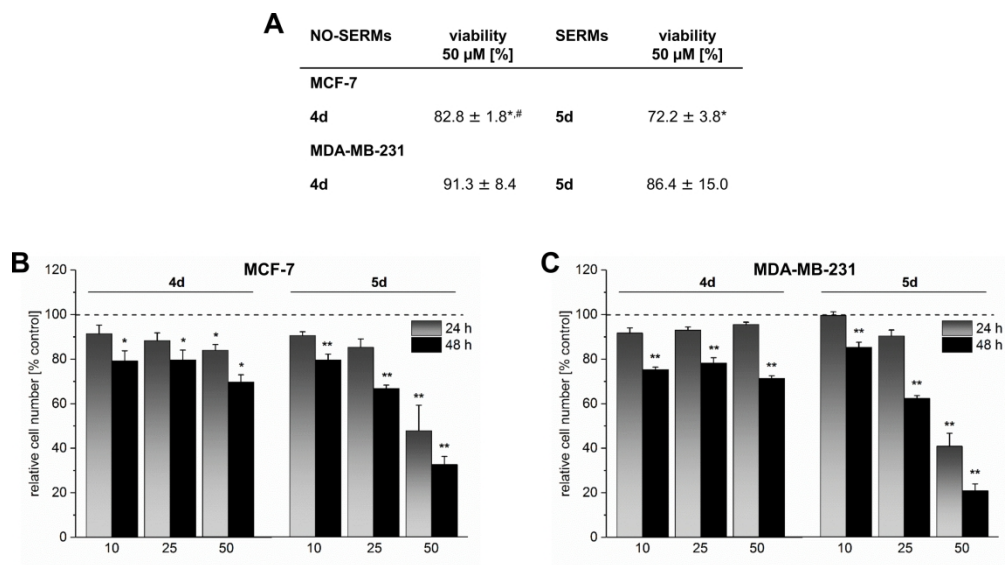 A
NO-SERMs viability 50 µM [%] SERMs viability 50 µM [%]
MCF-7
4d 82.8 ± 1.8*,# 5d 72.2 ± 3.8*
MDA-MB-231
4d 91.3 ± 8.4 5d 86.4 ± 15.0
B
MCF-7
4d 5d
relative cell number [% control]
120
100
80
60
40
20
0
24 h
48 h
* * * * ** ** ** **
10 25 50 10 25 50
C
MDA-MB-231
4d 5d
relative cell number [% control]
120
100
80
60
40
20
0
24 h
48 h
** ** ** ** ** ** **
10 25 50 10 25 50